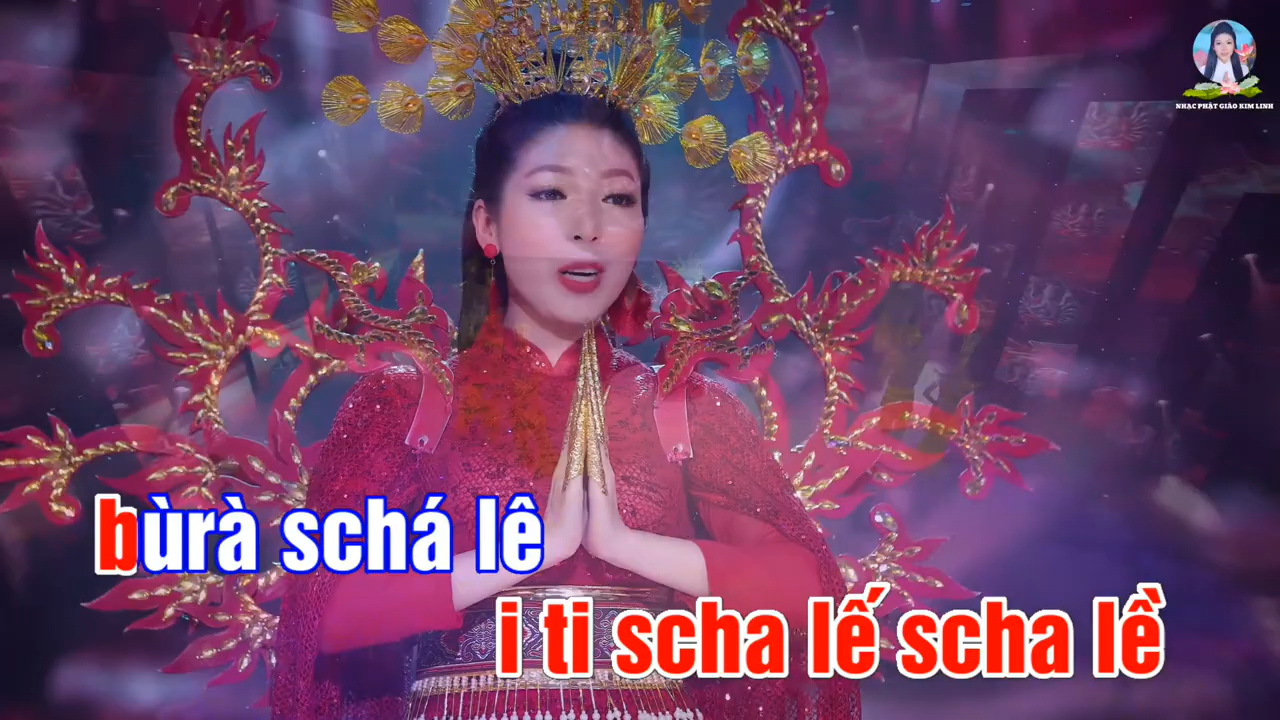 NHẠC PHẬT GIÁO KIM LINH
bùrà schá lê
i ti scha lế scha lề